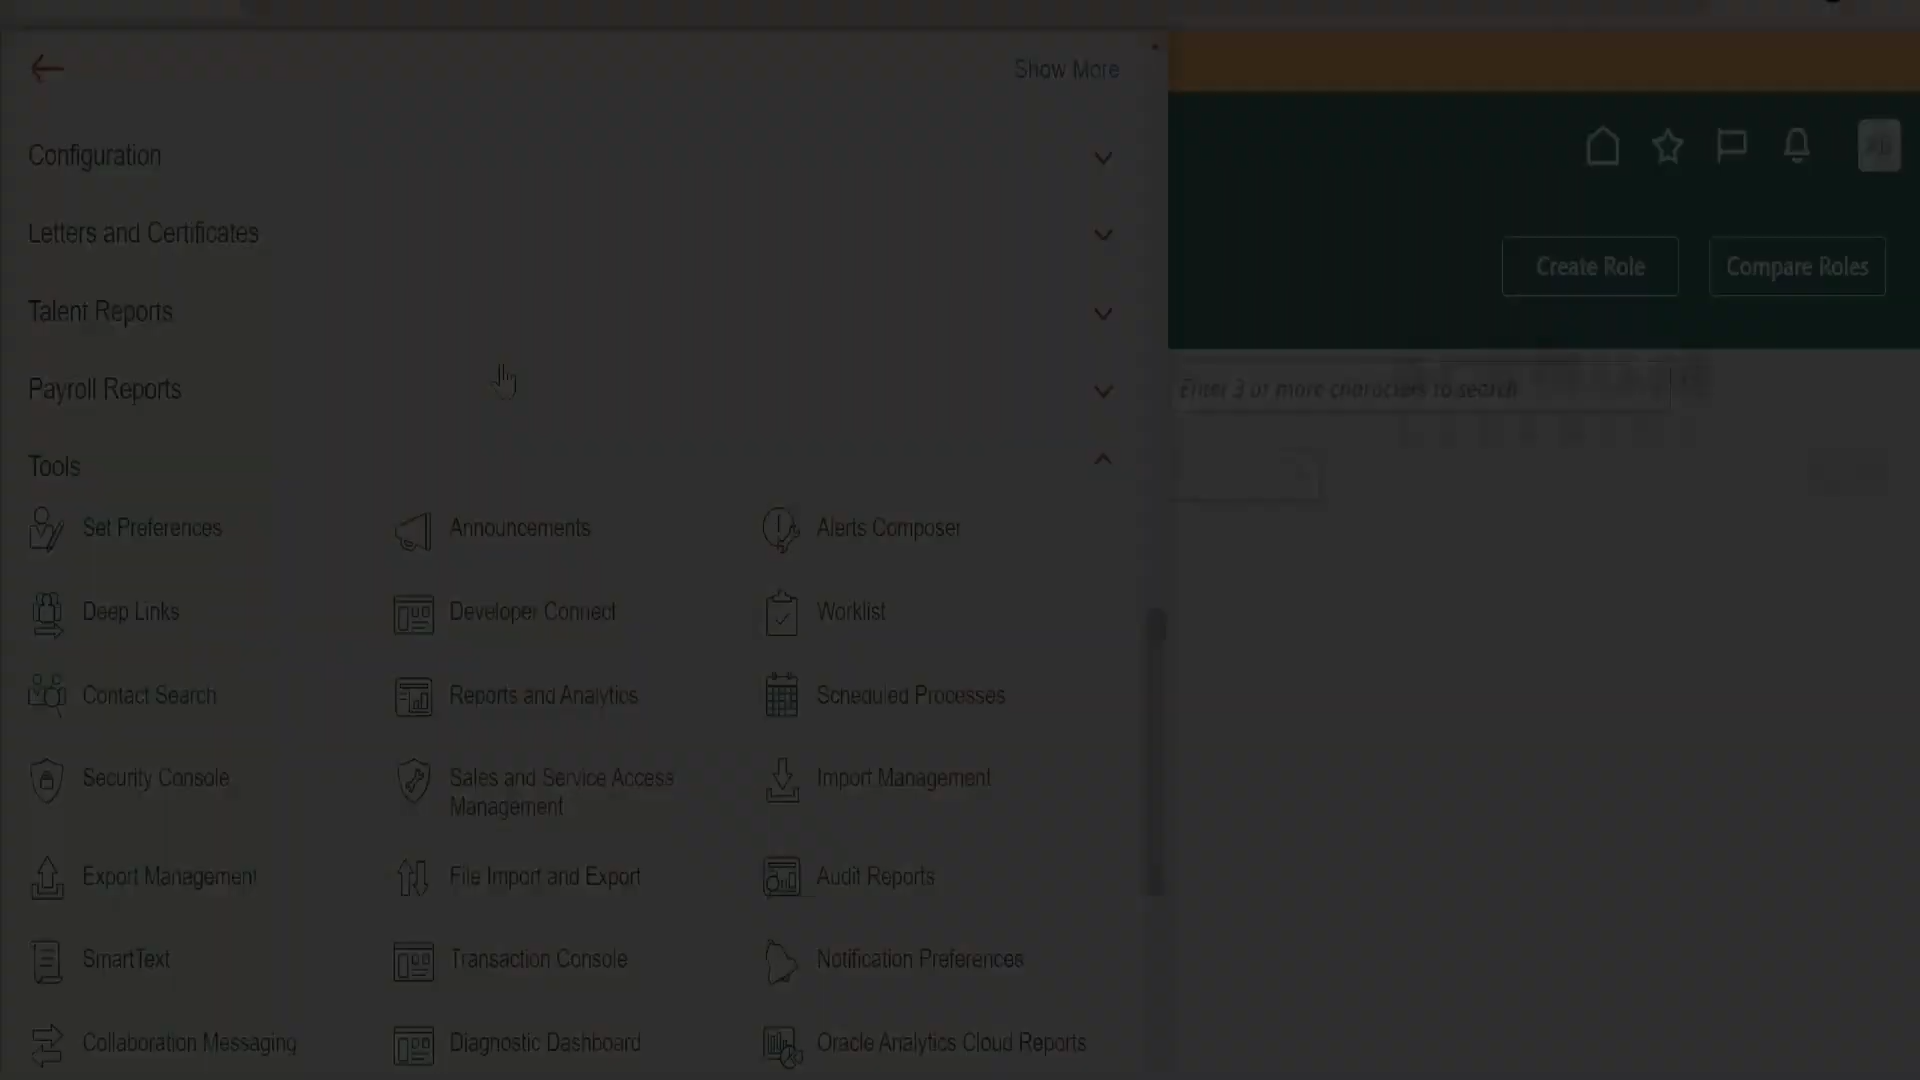 Show More
Configuration
Letters and Certificates
Talent Reports
Payroll Reports
Tools
Set Preferences
Announcements
Alerts Composer
Deep Links
Developer Connect
Worklist
Contact Search
Reports and Analytics
Scheduled Processes
Security Console
Sales and Service Access
Management
Import Management
Export Management
File Import and Export
Audit Reports
SmartText
Transaction Console
Notification Preferences
Collaboration Messaging
Diagnostic Dashboard
Oracle Analytics Cloud Reports
Create Role
Compare Roles
Enter 3 or more characters to search